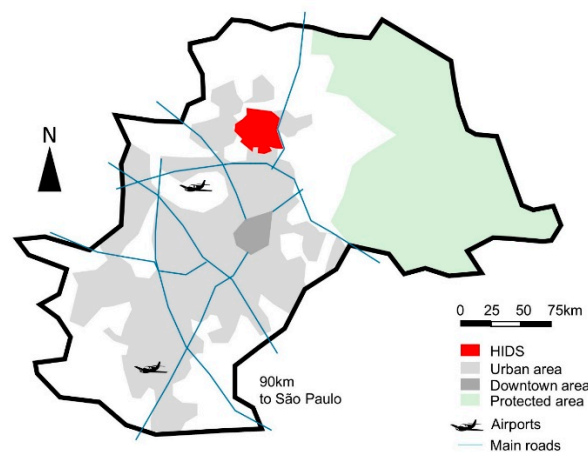 N
90km
to São Paulo
0 25 50 75km
HIDS
Urban area
Downtown area
Protected area
Airports
Main roads